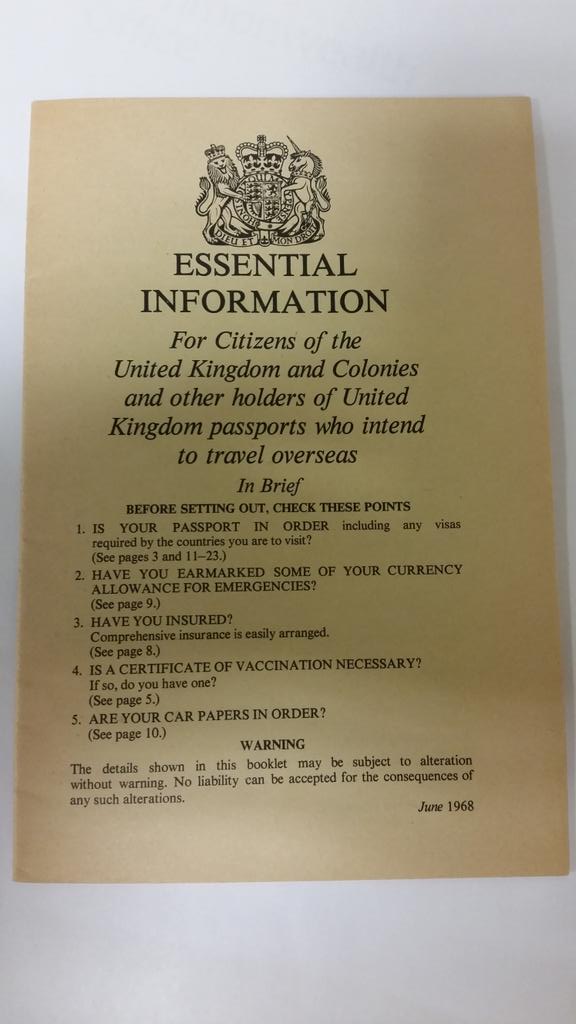 DIEU ET MON DROIT
ESSENTIAL
INFORMATION
For Citizens of the
United Kingdom and Colonies
and other holders of United
Kingdom passports who intend
to travel overseas
In Brief
BEFORE SETTING OUT, CHECK THESE POINTS
1. IS YOUR PASSPORT IN ORDER including any visas
required by the countries you are to visit?
(See pages 3 and 11–23.)
2. HAVE YOU EARMARKED SOME OF YOUR CURRENCY
ALLOWANCE FOR EMERGENCIES?
(See page 9.)
3. HAVE YOU INSURED?
Comprehensive insurance is easily arranged.
(See page 8.)
4. IS A CERTIFICATE OF VACCINATION NECESSARY?
If so, do you have one?
(See page 5.)
5. ARE YOUR CAR PAPERS IN ORDER?
(See page 10.)
WARNING
The details shown in this booklet may be subject to alteration
without warning. No liability can be accepted for the consequences of
any such alterations.
June 1968